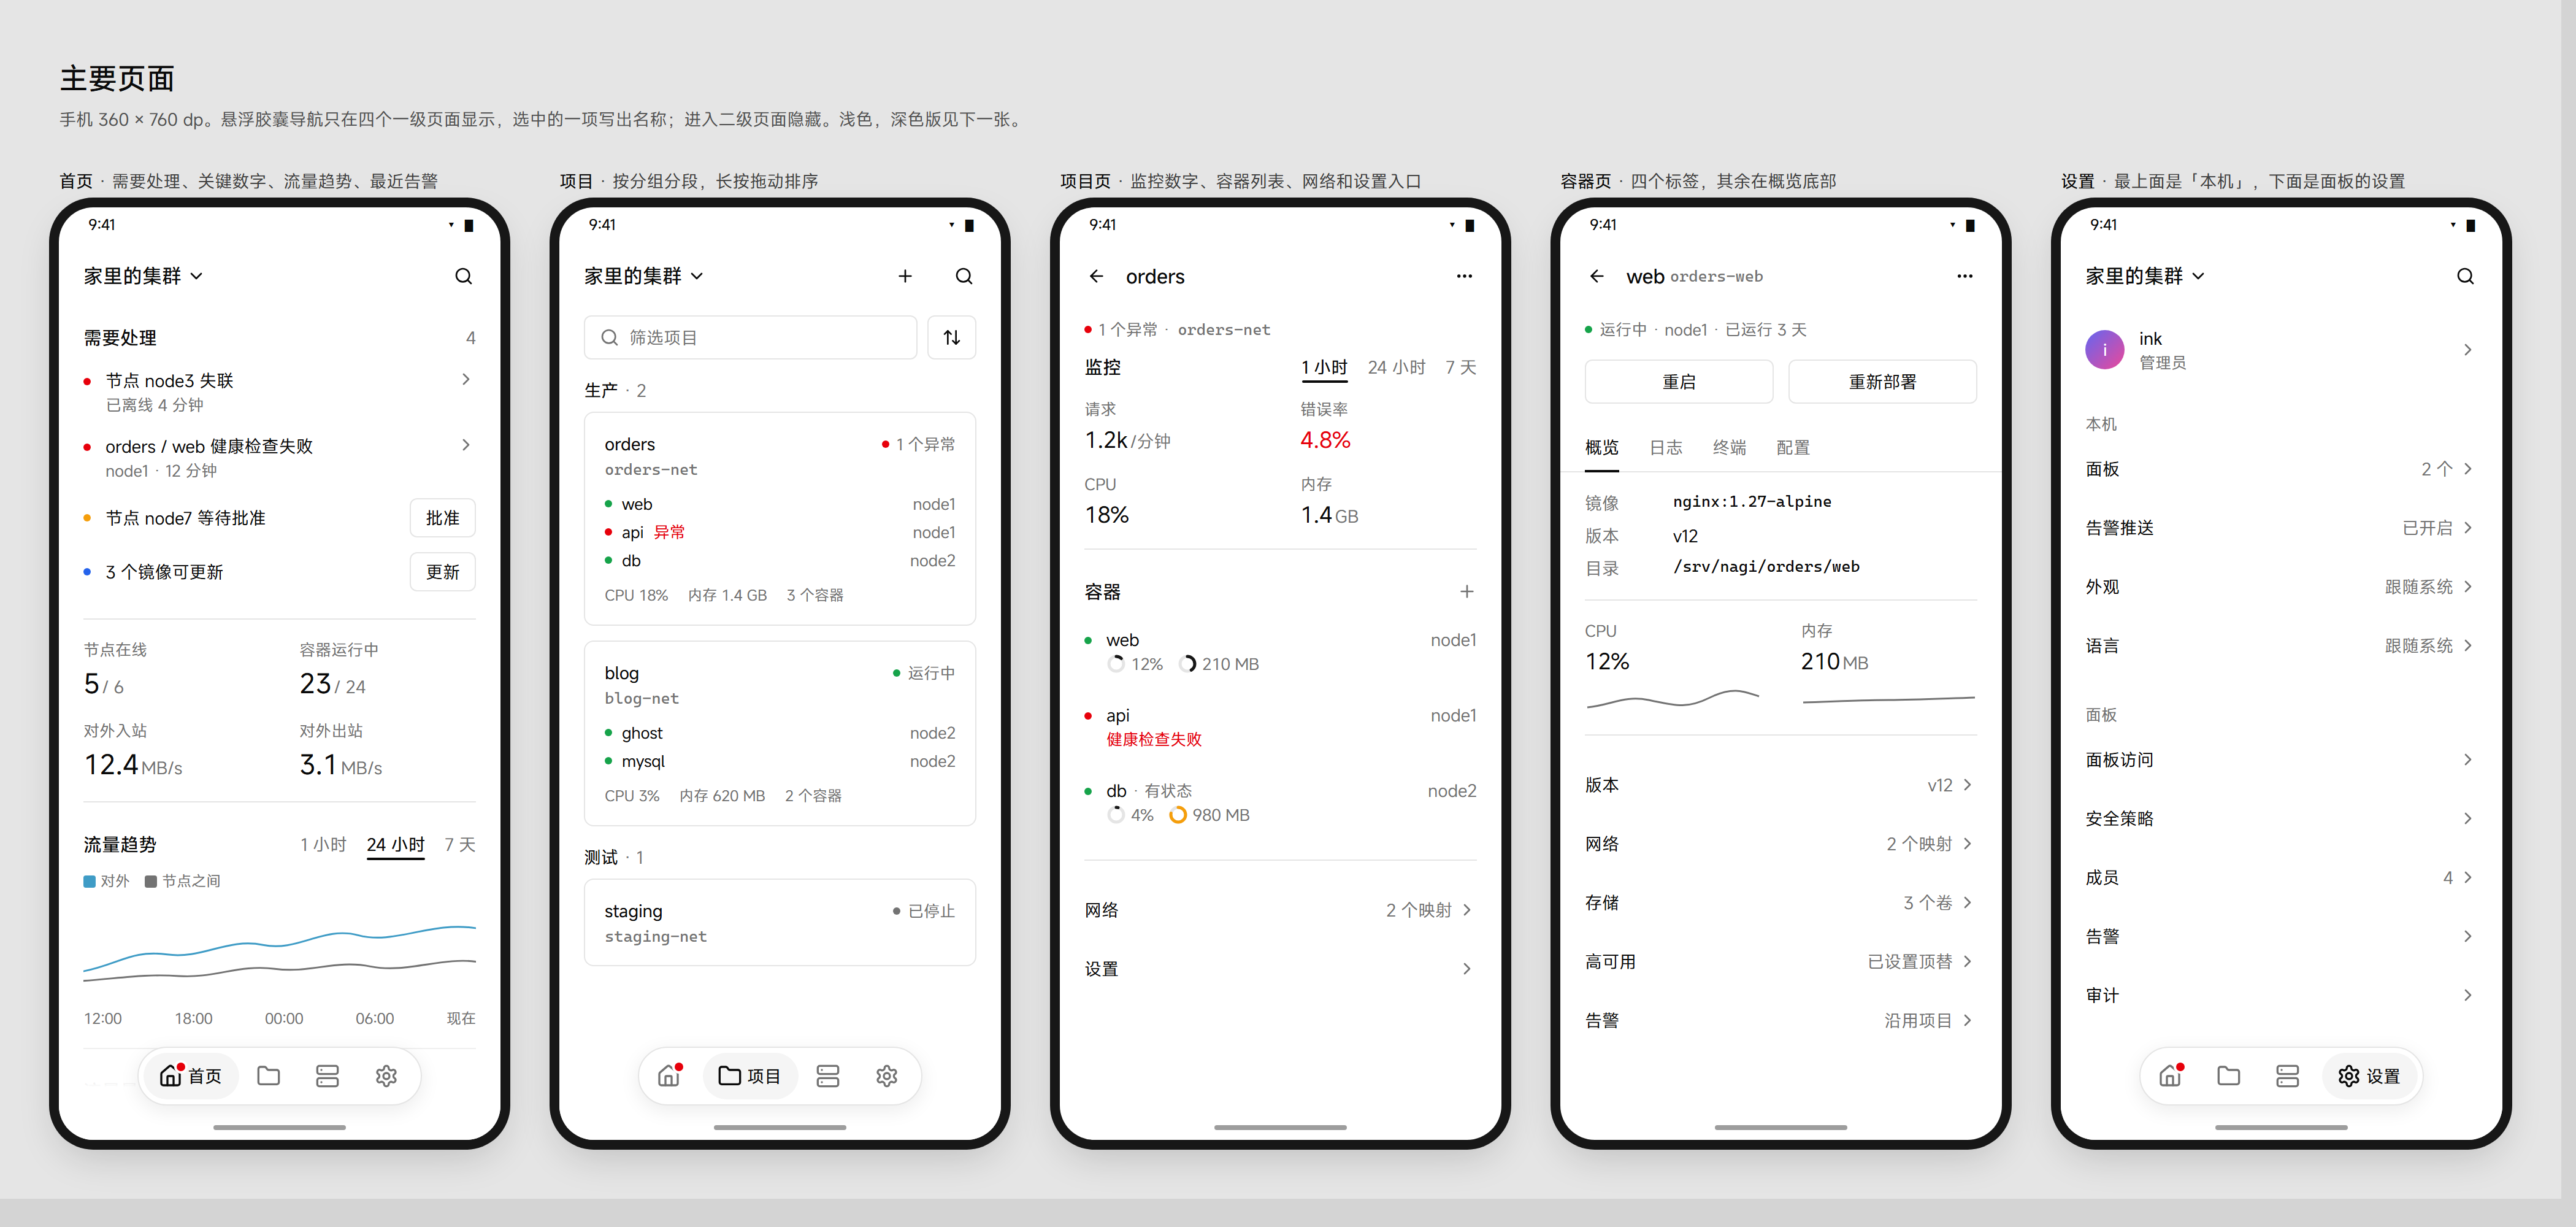 主要页面
手机 360 × 760 dp。悬浮胶囊导航只在四个一级页面显示，选中的一项写出名称；进入二级页面隐藏。浅色，深色版见下一张。
首页 · 需要处理、关键数字、流量趋势、最近告警
9:41
家里的集群
需要处理 4
节点 node3 失联
已离线 4 分钟
orders / web 健康检查失败
node1 · 12 分钟
节点 node7 等待批准 批准
3 个镜像可更新 更新
节点在线 容器运行中
5 / 6 23 / 24
对外入站 对外出站
12.4 MB/s 3.1 MB/s
流量趋势 1 小时 24 小时 7 天
对外 节点之间
12:00 18:00 00:00 06:00 现在
首页
项目 · 按分组分段，长按拖动排序
9:41
家里的集群
筛选项目
生产 · 2
orders 1 个异常
orders-net
web node1
api 异常 node1
db node2
CPU 18% 内存 1.4 GB 3 个容器
blog 运行中
blog-net
ghost node2
mysql node2
CPU 3% 内存 620 MB 2 个容器
测试 · 1
staging 已停止
staging-net
项目
项目页 · 监控数字、容器列表、网络和设置入口
9:41
orders
1 个异常 · orders-net
监控 1 小时 24 小时 7 天
请求 错误率
1.2k /分钟 4.8%
CPU 内存
18% 1.4 GB
容器
web node1
12% 210 MB
api node1
健康检查失败
db · 有状态 node2
4% 980 MB
网络 2 个映射
设置
容器页 · 四个标签，其余在概览底部
9:41
web orders-web
运行中 · node1 · 已运行 3 天
重启 重新部署
概览 日志 终端 配置
镜像 nginx:1.27-alpine
版本 v12
目录 /srv/nagi/orders/web
CPU 内存
12% 210 MB
版本 v12
网络 2 个映射
存储 3 个卷
高可用 已设置顶替
告警 沿用项目
设置 · 最上面是「本机」，下面是面板的设置
9:41
家里的集群
i
ink
管理员
本机
面板 2 个
告警推送 已开启
外观 跟随系统
语言 跟随系统
面板
面板访问
安全策略
成员 4
告警
审计
设置